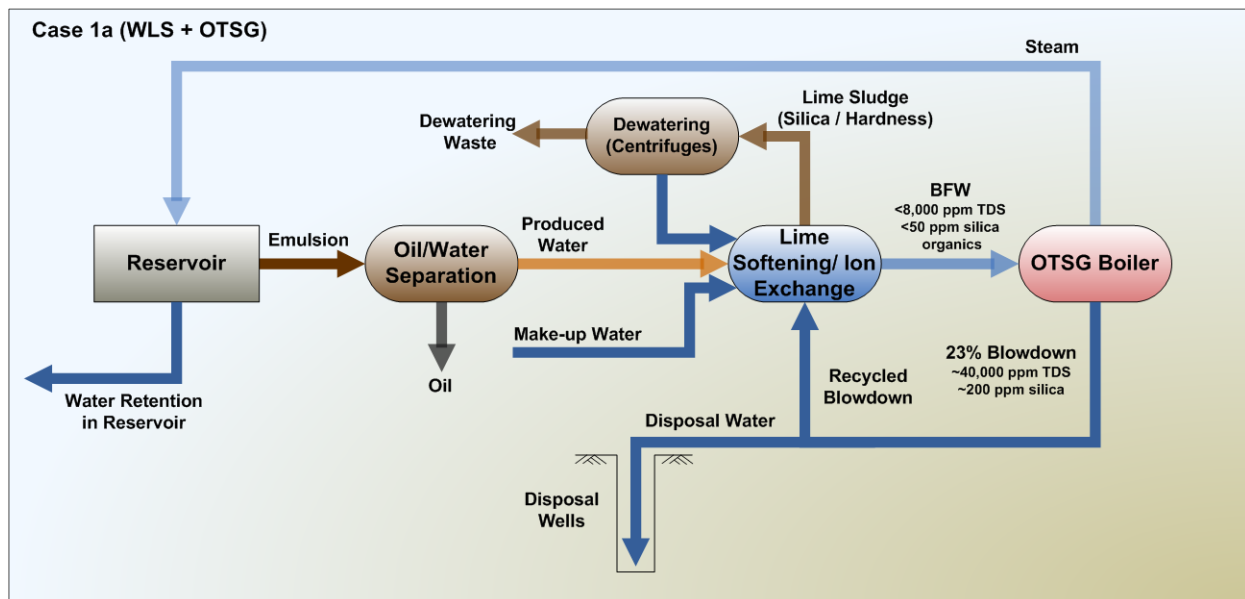 Case 1a (WLS + OTSG)
Steam
Lime Sludge
(Silica / Hardness)
Dewatering
Waste
Dewatering
(Centrifuges)
BFW
<8,000 ppm TDS
<50 ppm silica
organics
Emulsion
Produced
Water
Reservoir
Oil/Water
Separation
Lime
Softening/ Ion
Exchange
OTSG Boiler
Make-up Water
23% Blowdown
~40,000 ppm TDS
~200 ppm silica
Oil
Recycled
Blowdown
Water Retention
in Reservoir
Disposal Water
Disposal
Wells